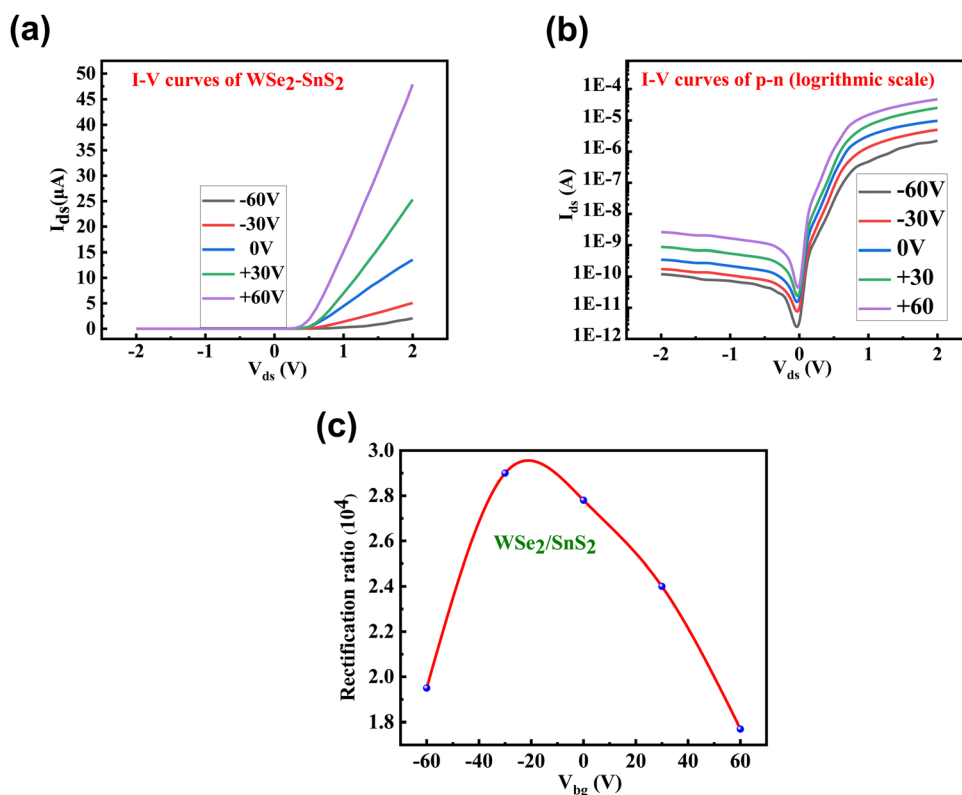 (a)
I-V curves of WSe2-SnS2
50
45
40
35
30
25
20
15
10
5
0
Ids(μA)
-60V
-30V
0V
+30V
+60V
-2
-1
0
1
2
Vds (V)
(b)
I-V curves of p-n (logrithmic scale)
1E-4
1E-5
1E-6
1E-7
1E-8
1E-9
1E-10
1E-11
1E-12
Ids (A)
-60V
-30V
0V
+30
+60
-2
-1
0
1
2
Vds (V)
(c)
3.0
2.8
2.6
2.4
2.2
2.0
1.8
Rectification ratio (10^4)
WSe2/SnS2
-60
-40
-20
0
20
40
60
Vbg (V)